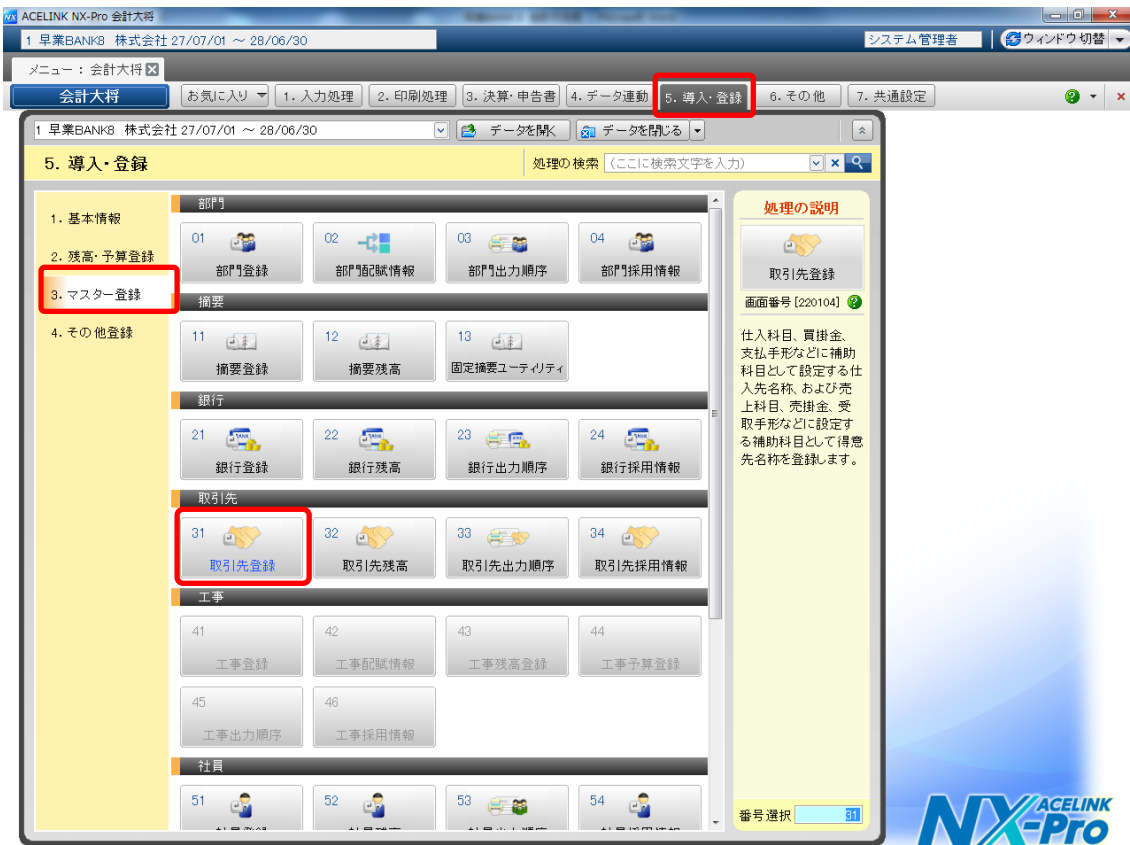 ACELINK NX-Pro 会計大将
1 早業BANK8 株式会社 27/07/01 ～ 28/06/30
システム管理者
ウィンドウ切替
メニュー : 会計大将
会計大将
お気に入り
1. 入力処理
2. 印刷処理
3. 決算・申告書
4. データ連動
5. 導入・登録
6. その他
7. 共通設定
1 早業BANK8 株式会社 27/07/01 ～ 28/06/30
データを開く
データを閉じる
5. 導入・登録
処理の検索
(ここに検索文字を入力)
1. 基本情報
2. 残高・予算登録
3. マスター登録
4. その他登録
部門
01 部門登録
02 部門配賦情報
03 部門出力順序
04 部門採用情報
摘要
11 摘要登録
12 摘要残高
13 固定摘要ユーティリティ
銀行
21 銀行登録
22 銀行残高
23 銀行出力順序
24 銀行採用情報
取引先
31 取引先登録
32 取引先残高
33 取引先出力順序
34 取引先採用情報
工事
41 工事登録
42 工事配賦情報
43 工事残高登録
44 工事予算登録
45 工事出力順序
46 工事採用情報
社員
51
52
53
54
処理の説明
取引先登録
画面番号 [220104]
仕入科目、買掛金、
支払手形などに補助
科目として設定する仕
入先名称、および売
上科目、売掛金、受
取手形などに設定す
る補助科目として得意
先名称を登録します。
番号選択 31
ACELINK
NX-Pro